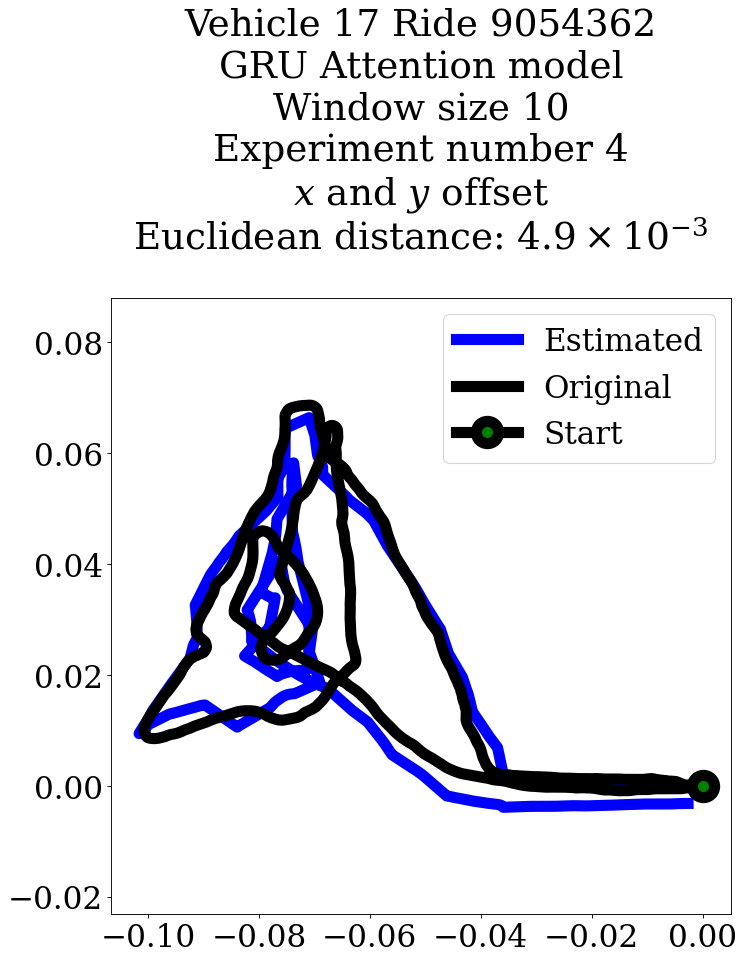 Vehicle 17 Ride 9054362
GRU Attention model
Window size 10
Experiment number 4
x and y offset
Euclidean distance: 4.9 × 10⁻³
Estimated
Original
Start
0.08
0.06
0.04
0.02
0.00
−0.02
−0.10 −0.08 −0.06 −0.04 −0.02 0.00